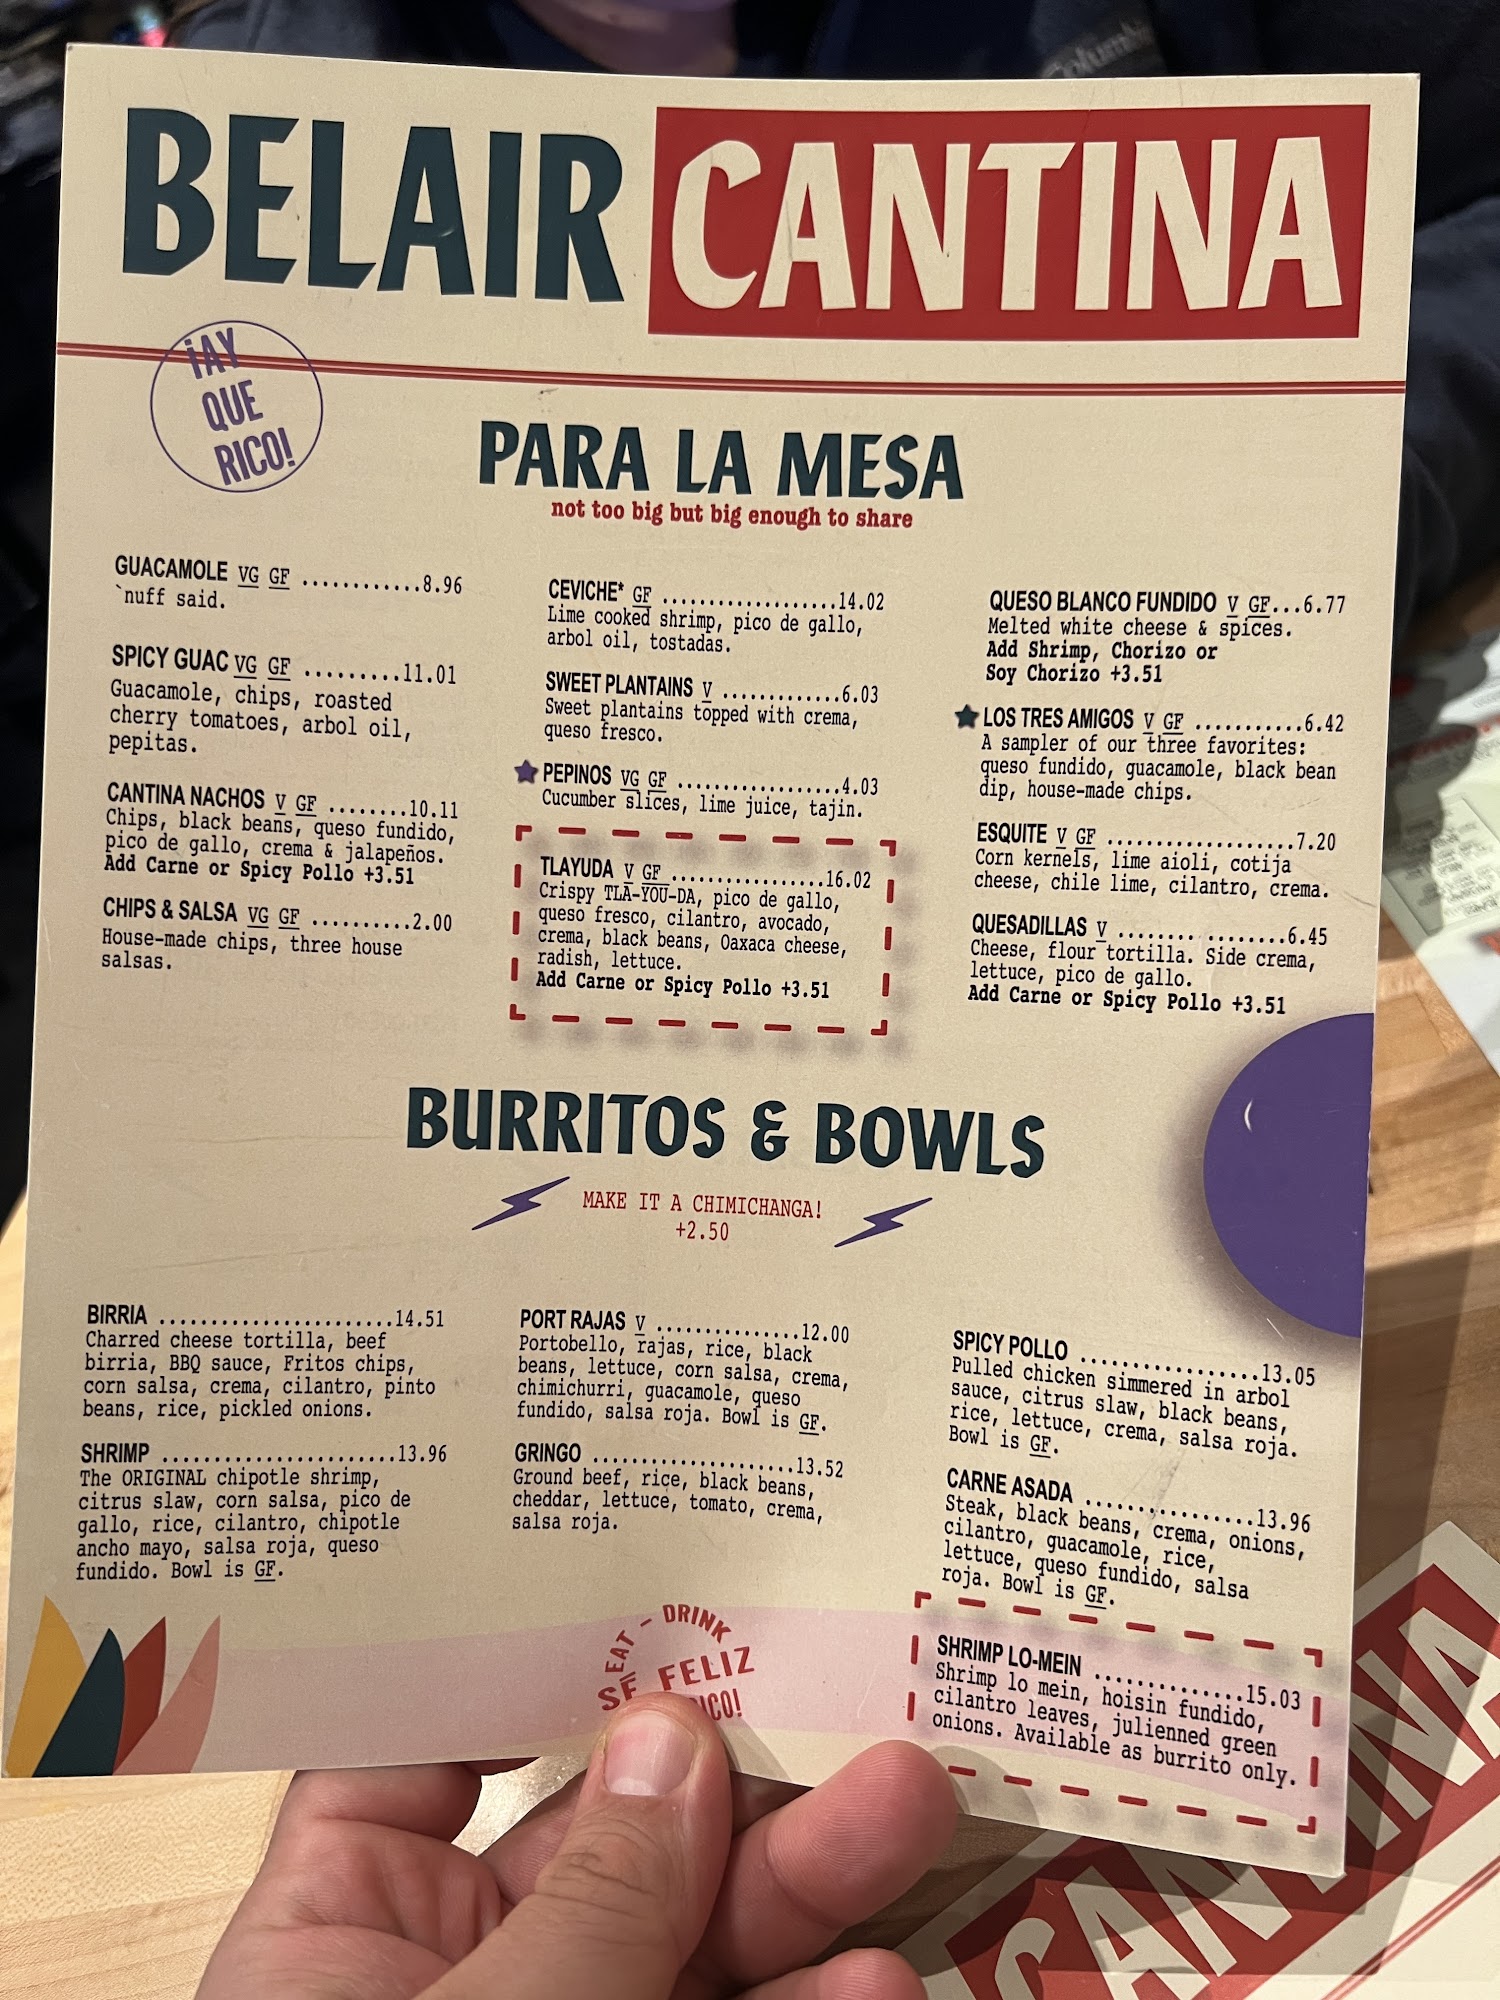 BELAIR CANTINA
¡AY
QUE
RICO!
PARA LA MESA
not too big but big enough to share
GUACAMOLE VG GF ............8.96
`nuff said.
SPICY GUAC VG GF ..........11.01
Guacamole, chips, roasted
cherry tomatoes, arbol oil,
pepitas.
CANTINA NACHOS V GF ........10.11
Chips, black beans, queso fundido,
pico de gallo, crema & jalapeños.
Add Carne or Spicy Pollo +3.51
CHIPS & SALSA VG GF ..........2.00
House-made chips, three house
salsas.
CEVICHE* GF ...................14.02
Lime cooked shrimp, pico de gallo,
arbol oil, tostadas.
SWEET PLANTAINS V .............6.03
Sweet plantains topped with crema,
queso fresco.
PEPINOS VG GF .................4.03
Cucumber slices, lime juice, tajin.
TLAYUDA V GF .................16.02
Crispy TLA-YOU-DA, pico de gallo,
queso fresco, cilantro, avocado,
crema, black beans, Oaxaca cheese,
radish, lettuce.
Add Carne or Spicy Pollo +3.51
QUESO BLANCO FUNDIDO V GF...6.77
Melted white cheese & spices.
Add Shrimp, Chorizo or
Soy Chorizo +3.51
LOS TRES AMIGOS V GF ...........6.42
A sampler of our three favorites:
queso fundido, guacamole, black bean
dip, house-made chips.
ESQUITE V GF ...................7.20
Corn kernels, lime aioli, cotija
cheese, chile lime, cilantro, crema.
QUESADILLAS V ........ ........6.45
Cheese, flour tortilla. Side crema,
lettuce, pico de gallo.
Add Carne or Spicy Pollo +3.51
BURRITOS & BOWLS
MAKE IT A CHIMICHANGA!
+2.50
BIRRIA .........................14.51
Charred cheese tortilla, beef
birria, BBQ sauce, Fritos chips,
corn salsa, crema, cilantro, pinto
beans, rice, pickled onions.
SHRIMP .........................13.96
The ORIGINAL chipotle shrimp,
citrus slaw, corn salsa, pico de
gallo, rice, cilantro, chipotle
ancho mayo, salsa roja, queso
fundido. Bowl is GF.
PORT RAJAS V ...............12.00
Portobello, rajas, rice, black
beans, lettuce, corn salsa, crema,
chimichurri, guacamole, queso
fundido, salsa roja. Bowl is GF.
GRINGO .....................13.52
Ground beef, rice, black beans,
cheddar, lettuce, tomato, crema,
salsa roja.
SPICY POLLO ..................13.05
Pulled chicken simmered in arbol
sauce, citrus slaw, black beans,
rice, lettuce, crema, salsa roja.
Bowl is GF.
CARNE ASADA .................13.96
Steak, black beans, crema, onions,
cilantro, guacamole, rice,
lettuce, queso fundido, salsa
roja. Bowl is GF.
SHRIMP LO-MEIN ...............15.03
Shrimp lo mein, hoisin fundido,
cilantro leaves, julienned green
onions. Available as burrito only.
EAT - DRINK
FELIZ
CANTINA